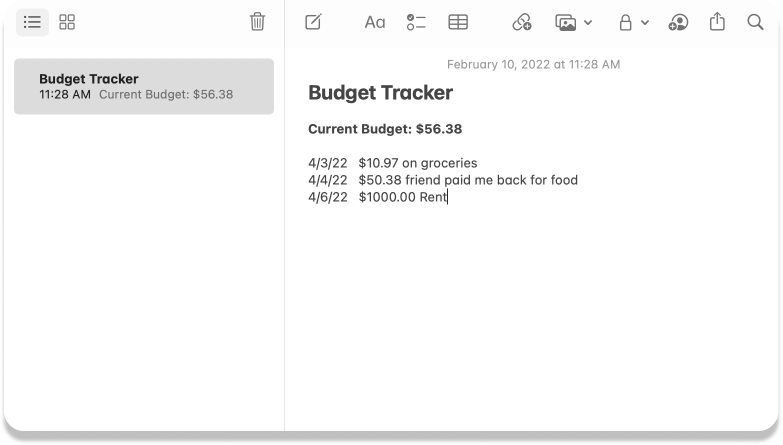 Aa
Budget Tracker
11:28 AM Current Budget: $56.38
February 10, 2022 at 11:28 AM
Budget Tracker
Current Budget: $56.38
4/3/22 $10.97 on groceries
4/4/22 $50.38 friend paid me back for food
4/6/22 $1000.00 Rent